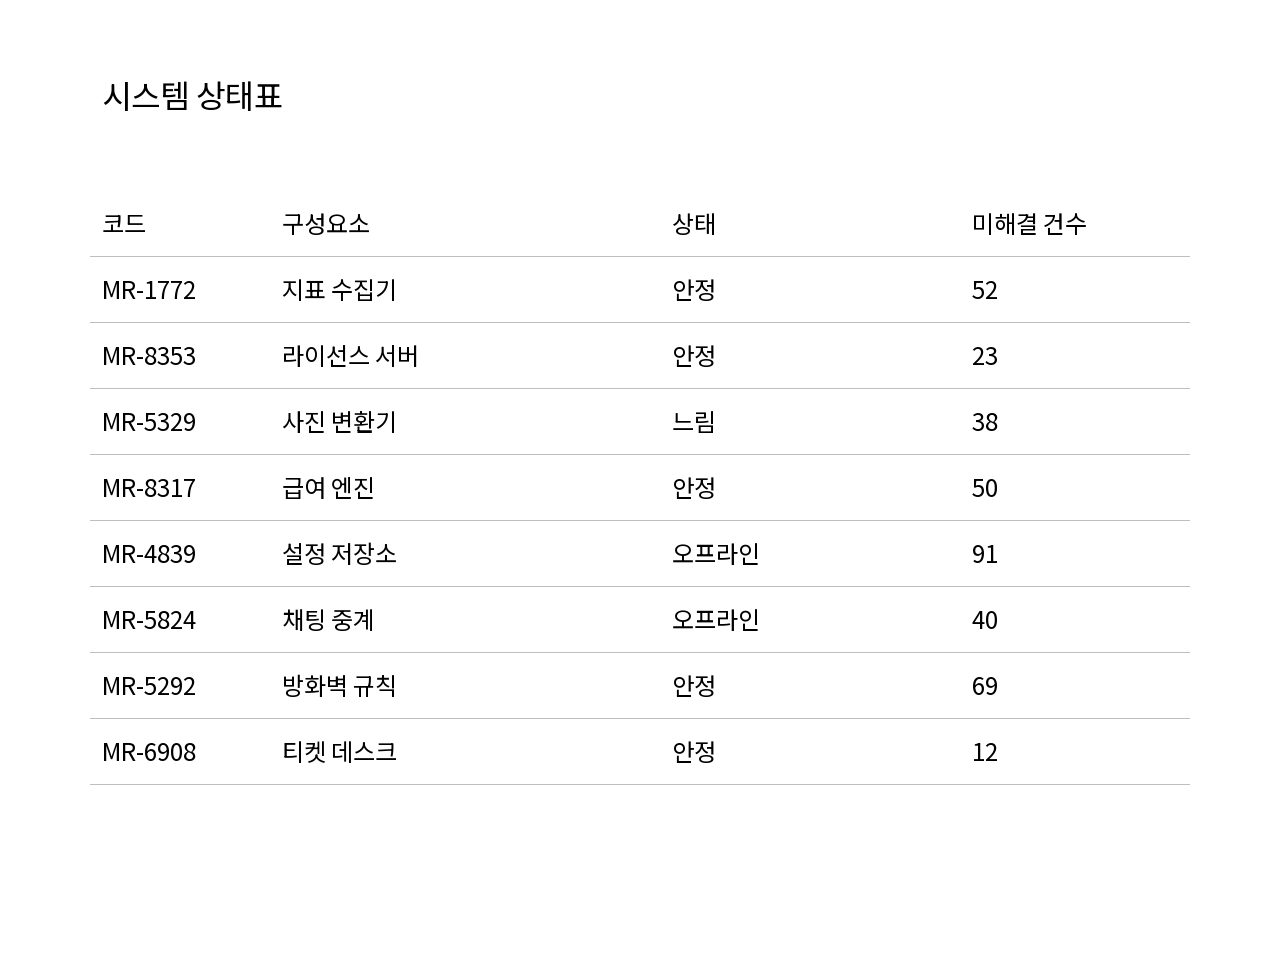 시스템 상태표
코드 구성요소 상태 미해결 건수
MR-1772 지표 수집기 안정 52
MR-8353 라이선스 서버 안정 23
MR-5329 사진 변환기 느림 38
MR-8317 급여 엔진 안정 50
MR-4839 설정 저장소 오프라인 91
MR-5824 채팅 중계 오프라인 40
MR-5292 방화벽 규칙 안정 69
MR-6908 티켓 데스크 안정 12